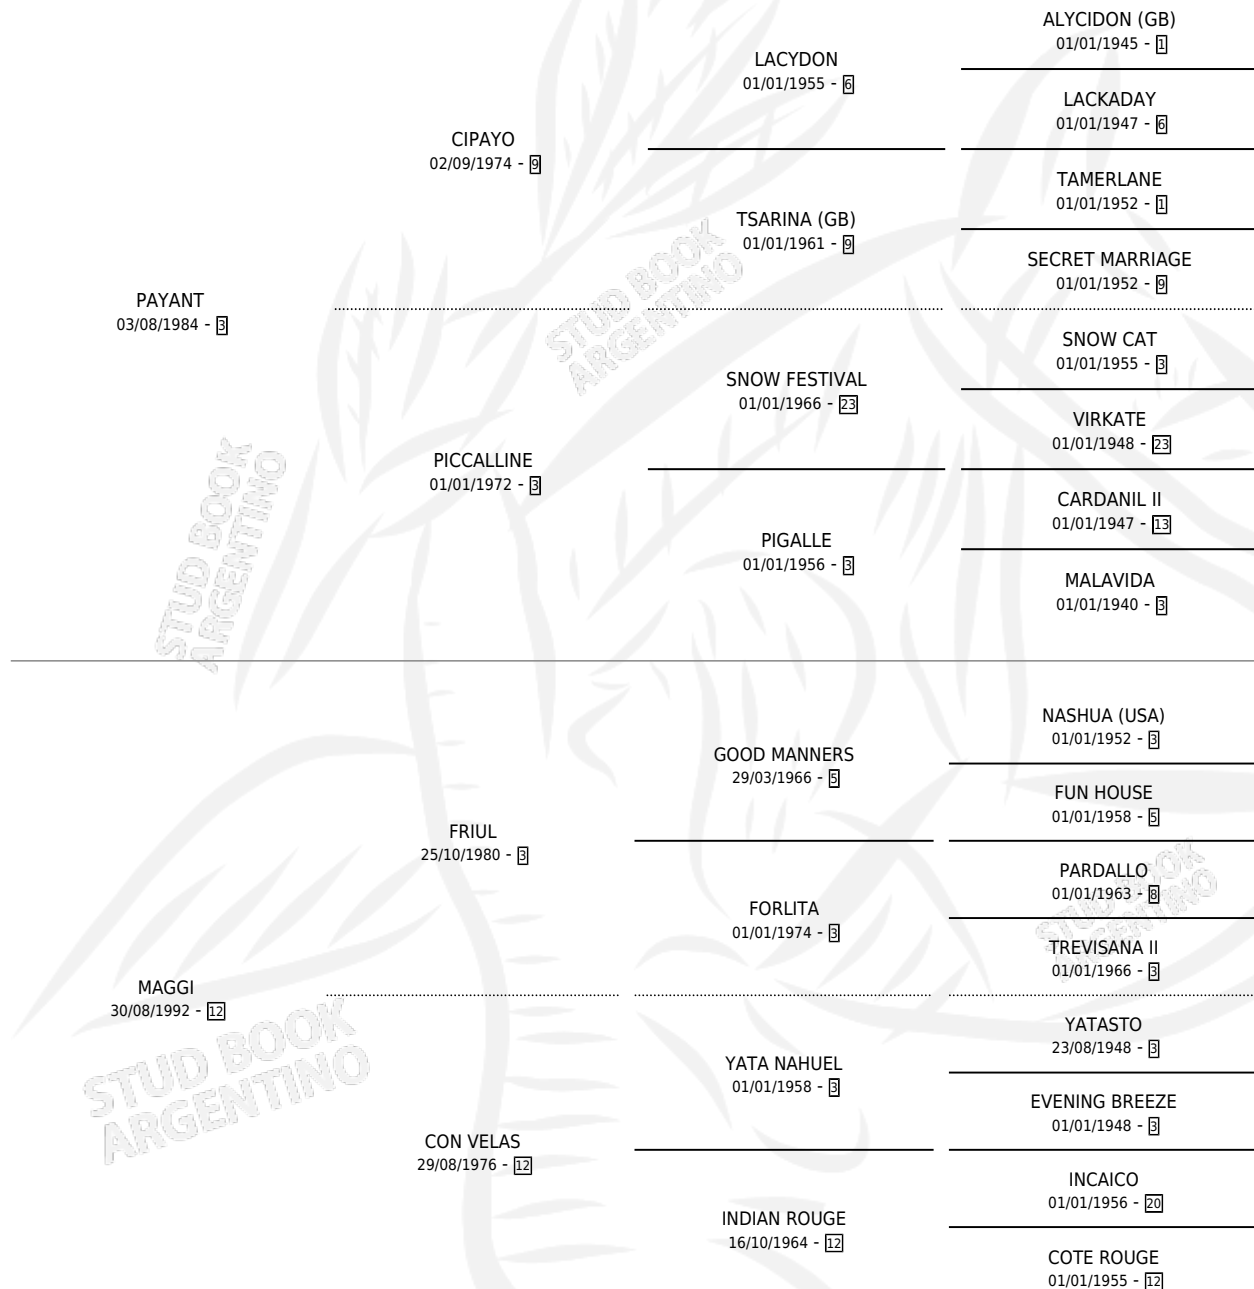 ALYCIDON (GB)
01/01/1945 - 1
LACYDON
01/01/1955 - 6
LACKADAY
01/01/1947 - 6
CIPAYO
02/09/1974 - 9
TAMERLANE
01/01/1952 - 1
TSARINA (GB)
01/01/1961 - 9
SECRET MARRIAGE
01/01/1952 - 9
PAYANT
03/08/1984 - 3
SNOW CAT
01/01/1955 - 3
SNOW FESTIVAL
01/01/1966 - 23
VIRKATE
01/01/1948 - 23
PICCALLINE
01/01/1972 - 3
CARDANIL II
01/01/1947 - 13
PIGALLE
01/01/1956 - 3
MALAVIDA
01/01/1940 - 3
NASHUA (USA)
01/01/1952 - 3
GOOD MANNERS
29/03/1966 - 5
FUN HOUSE
01/01/1958 - 5
FRIUL
25/10/1980 - 3
PARDALLO
01/01/1963 - 8
FORLITA
01/01/1974 - 3
TREVISANA II
01/01/1966 - 3
MAGGI
30/08/1992 - 12
YATASTO
23/08/1948 - 3
YATA NAHUEL
01/01/1958 - 3
EVENING BREEZE
01/01/1948 - 3
CON VELAS
29/08/1976 - 12
INCAICO
01/01/1956 - 20
INDIAN ROUGE
16/10/1964 - 12
COTE ROUGE
01/01/1955 - 12
STUD BOOK
ARGENTINO
STUD BOOK
ARGENTINO
STUD BOOK
ARGENTINO
STUD BOOK
ARGENTINO